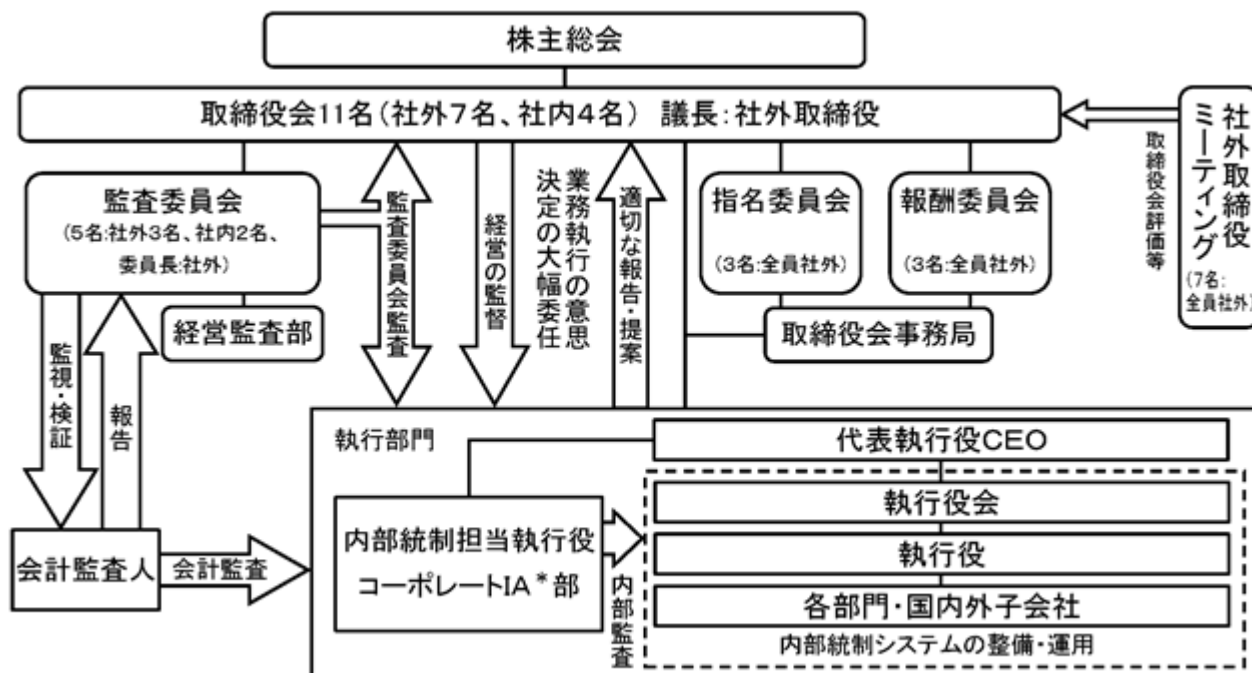 株主総会
取締役会11名(社外7名、社内4名) 議長:社外取締役
社外取締役
ミーティング
(7名:
全員社外)
取締役会評価等
監査委員会
(5名:社外3名、社内2名、
委員長:社外)
経営監査部
監査委員会監査
経営の監督
業務執行の意思
決定の大幅委任
適切な報告・提案
指名委員会
(3名:全員社外)
報酬委員会
(3名:全員社外)
取締役会事務局
監視・検証
報告
会計監査人
会計監査
執行部門
代表執行役CEO
内部統制担当執行役
コーポレートIA*部
内部監査
執行役会
執行役
各部門・国内外子会社
内部統制システムの整備・運用